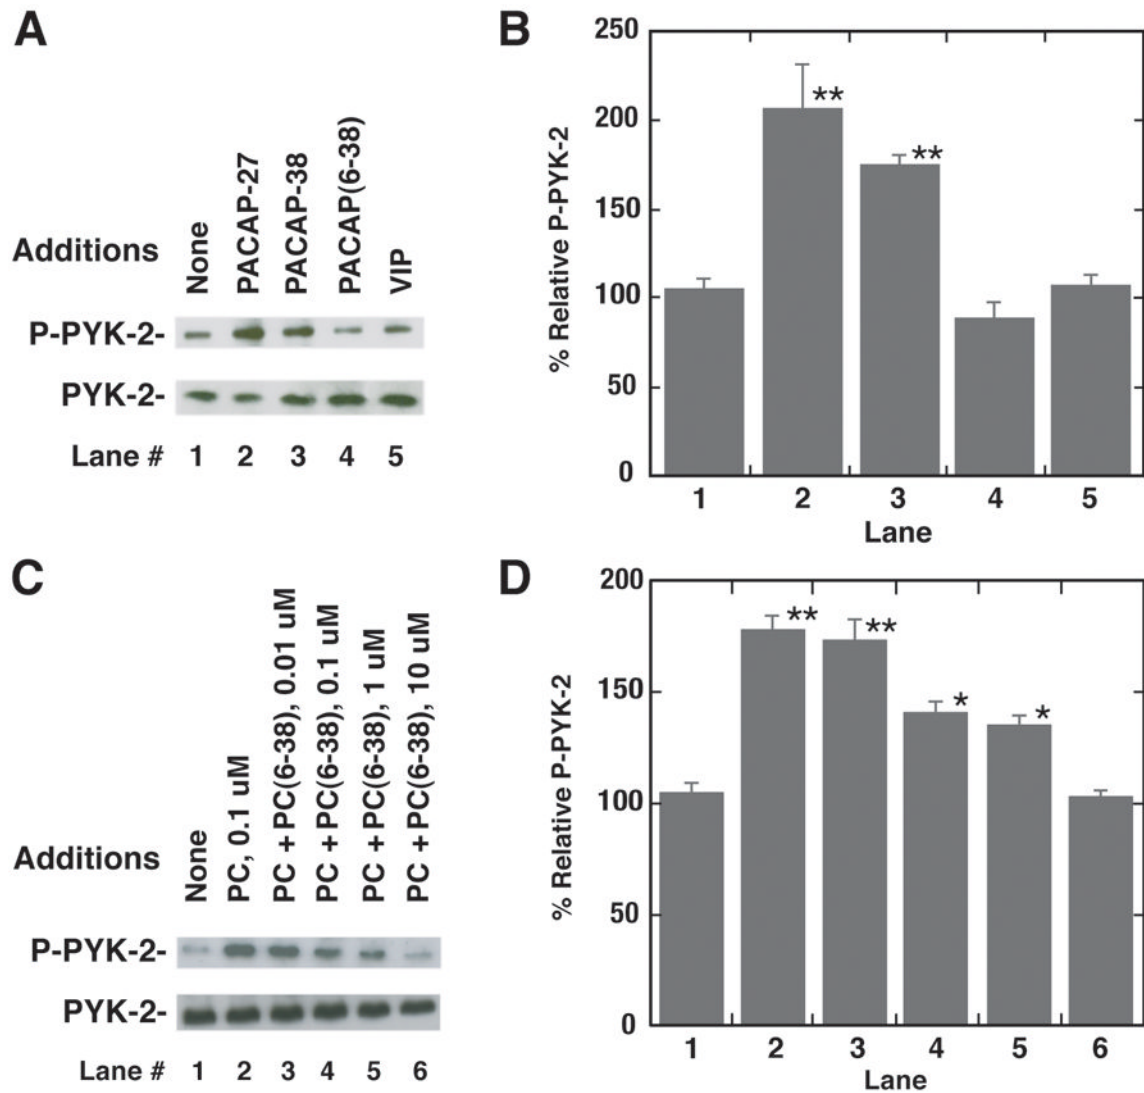 A
Additions
None
PACAP-27
PACAP-38
PACAP(6-38)
VIP
P-PYK-2-
PYK-2-
Lane # 1 2 3 4 5
B
% Relative P-PYK-2
250
200
150
100
50
0
**
**
1 2 3 4 5
Lane
C
Additions
None
PC, 0.1 uM
PC + PC(6-38), 0.01 uM
PC + PC(6-38), 0.1 uM
PC + PC(6-38), 1 uM
PC + PC(6-38), 10 uM
P-PYK-2-
PYK-2-
Lane # 1 2 3 4 5 6
D
% Relative P-PYK-2
200
150
100
50
0
**
**
*
*
1 2 3 4 5 6
Lane